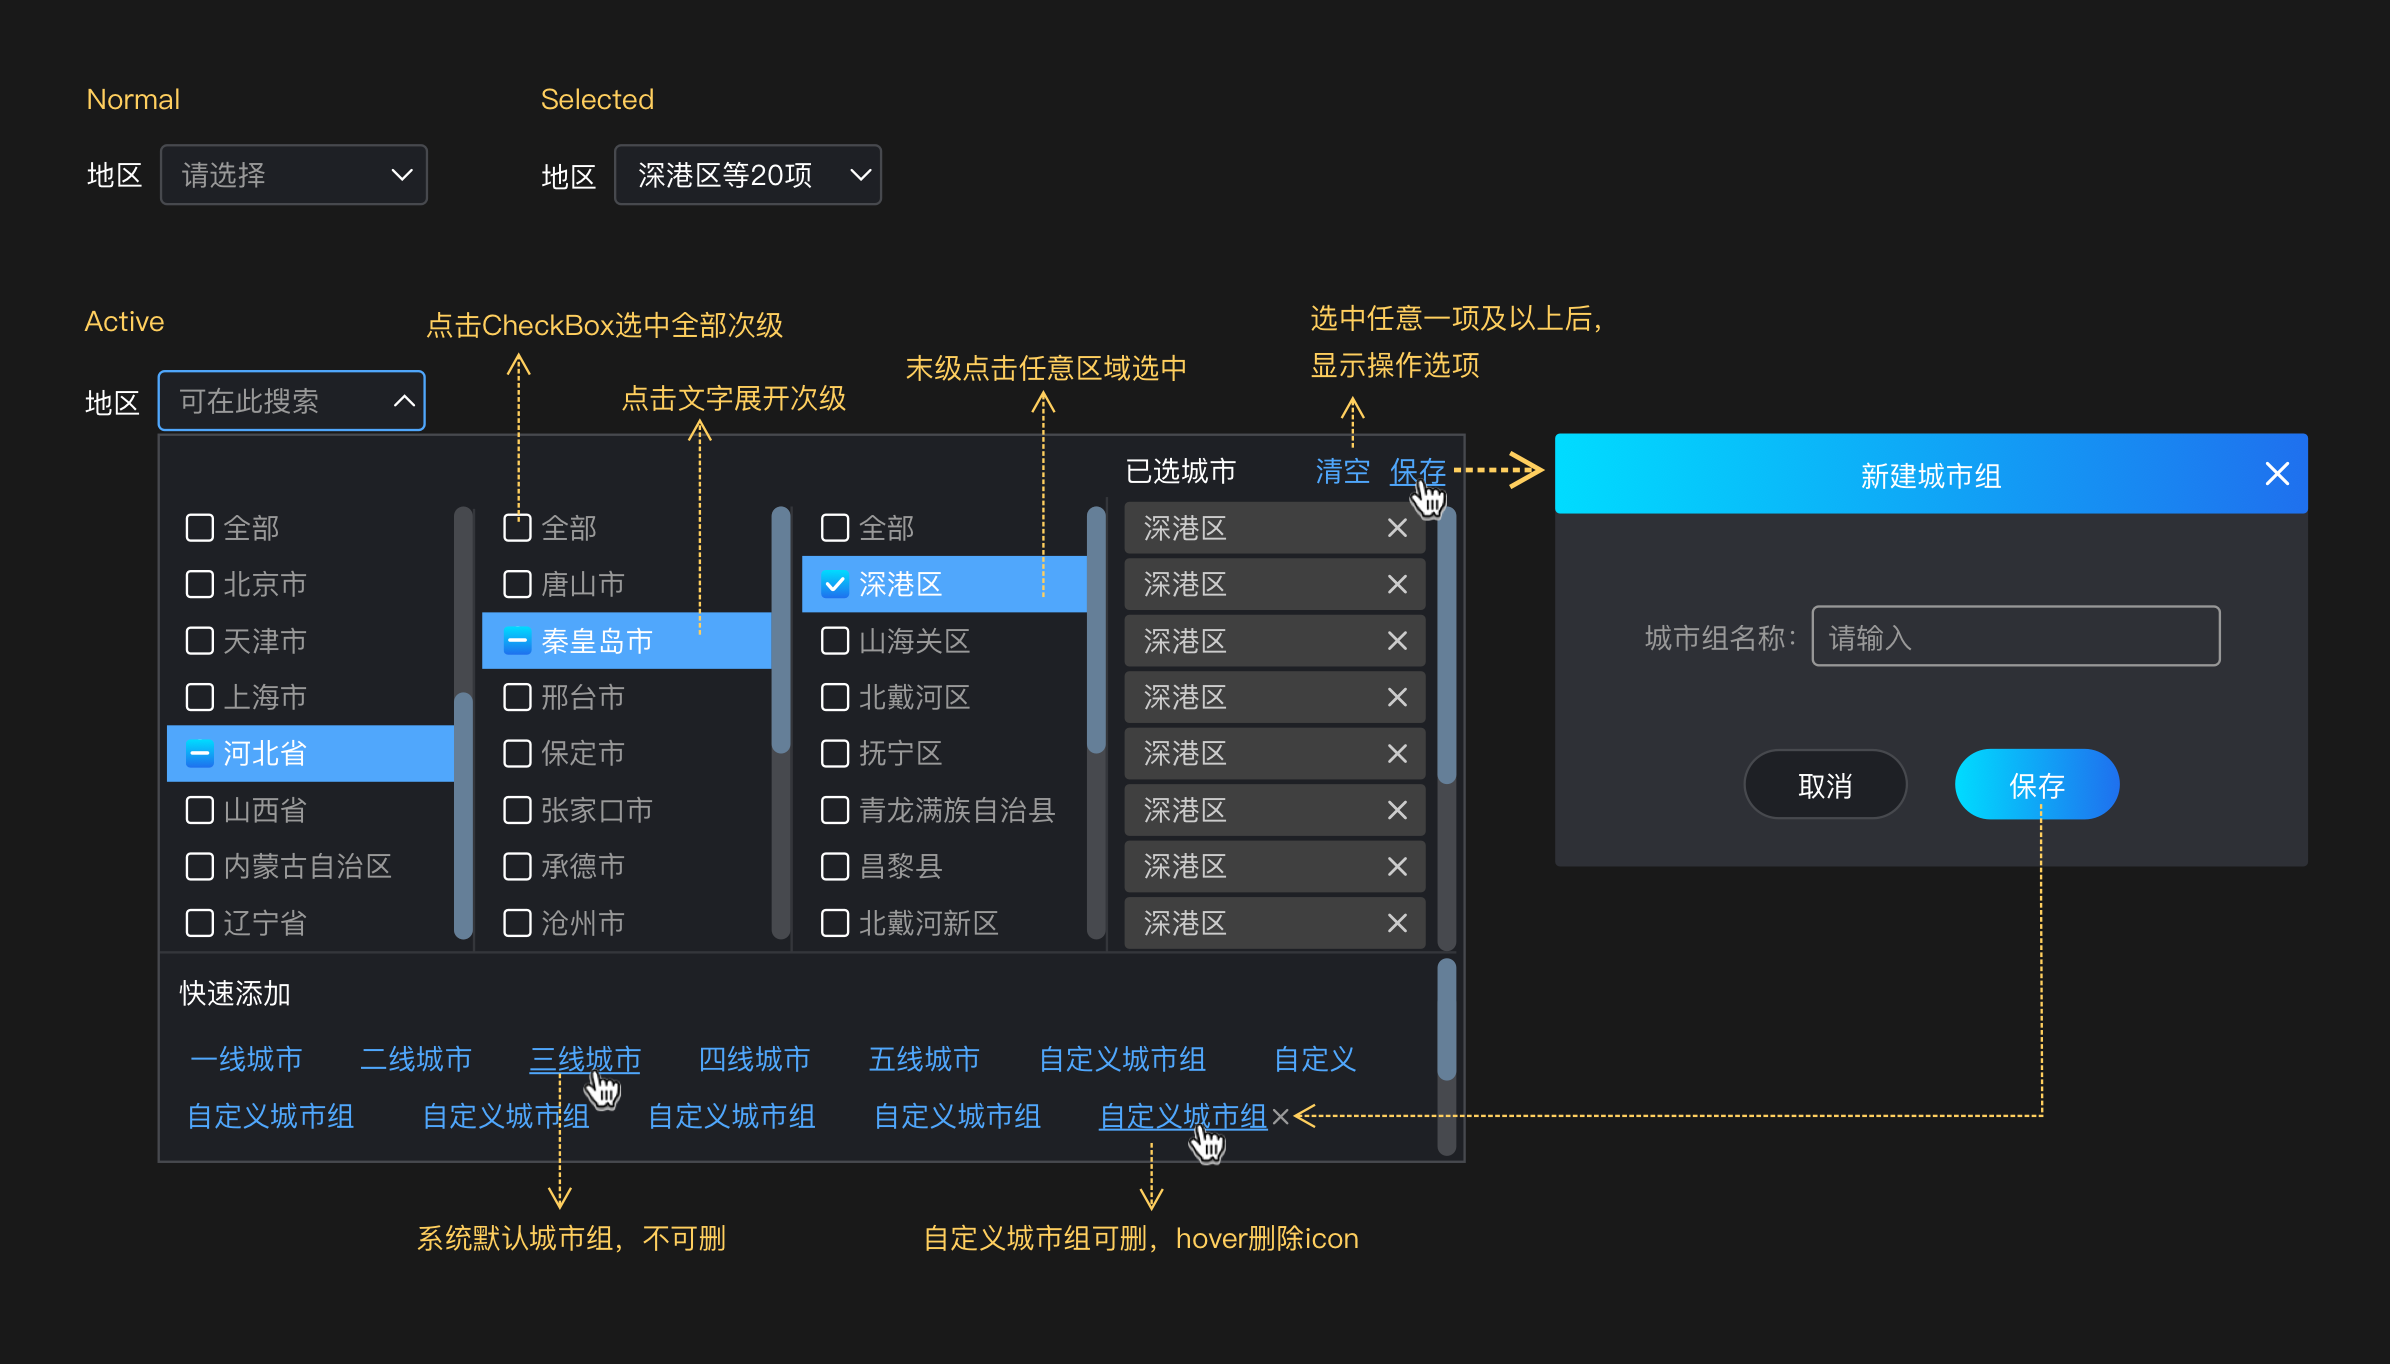 Normal
Selected
地区
请选择
地区
深港区等20项
Active
点击CheckBox选中全部次级
点击文字展开次级
末级点击任意区域选中
选中任意一项及以上后，
显示操作选项
地区
可在此搜索
已选城市
清空
保存
全部
北京市
天津市
上海市
河北省
山西省
内蒙古自治区
辽宁省
全部
唐山市
秦皇岛市
邢台市
保定市
张家口市
承德市
沧州市
全部
深港区
山海关区
北戴河区
抚宁区
青龙满族自治县
昌黎县
北戴河新区
深港区
深港区
深港区
深港区
深港区
深港区
深港区
深港区
新建城市组
城市组名称：
请输入
取消
保存
快速添加
一线城市
二线城市
三线城市
四线城市
五线城市
自定义城市组
自定义
自定义城市组
自定义城市组
自定义城市组
自定义城市组
自定义城市组
系统默认城市组，不可删
自定义城市组可删，hover删除icon